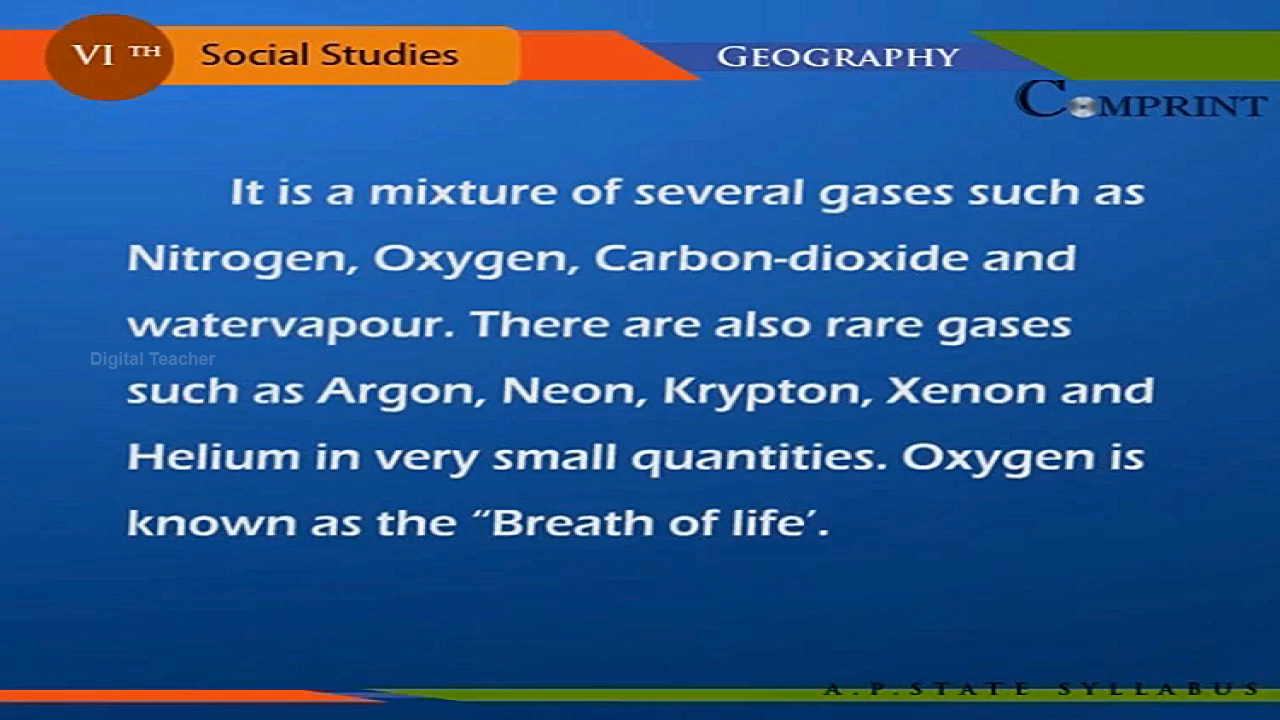 VI TH Social Studies GEOGRAPHY
COMPRINT
It is a mixture of several gases such as
Nitrogen, Oxygen, Carbon-dioxide and
watervapour. There are also rare gases
Digital Teacher
such as Argon, Neon, Krypton, Xenon and
Helium in very small quantities. Oxygen is
known as the “Breath of life’.
A.P.STATE SYLLABUS